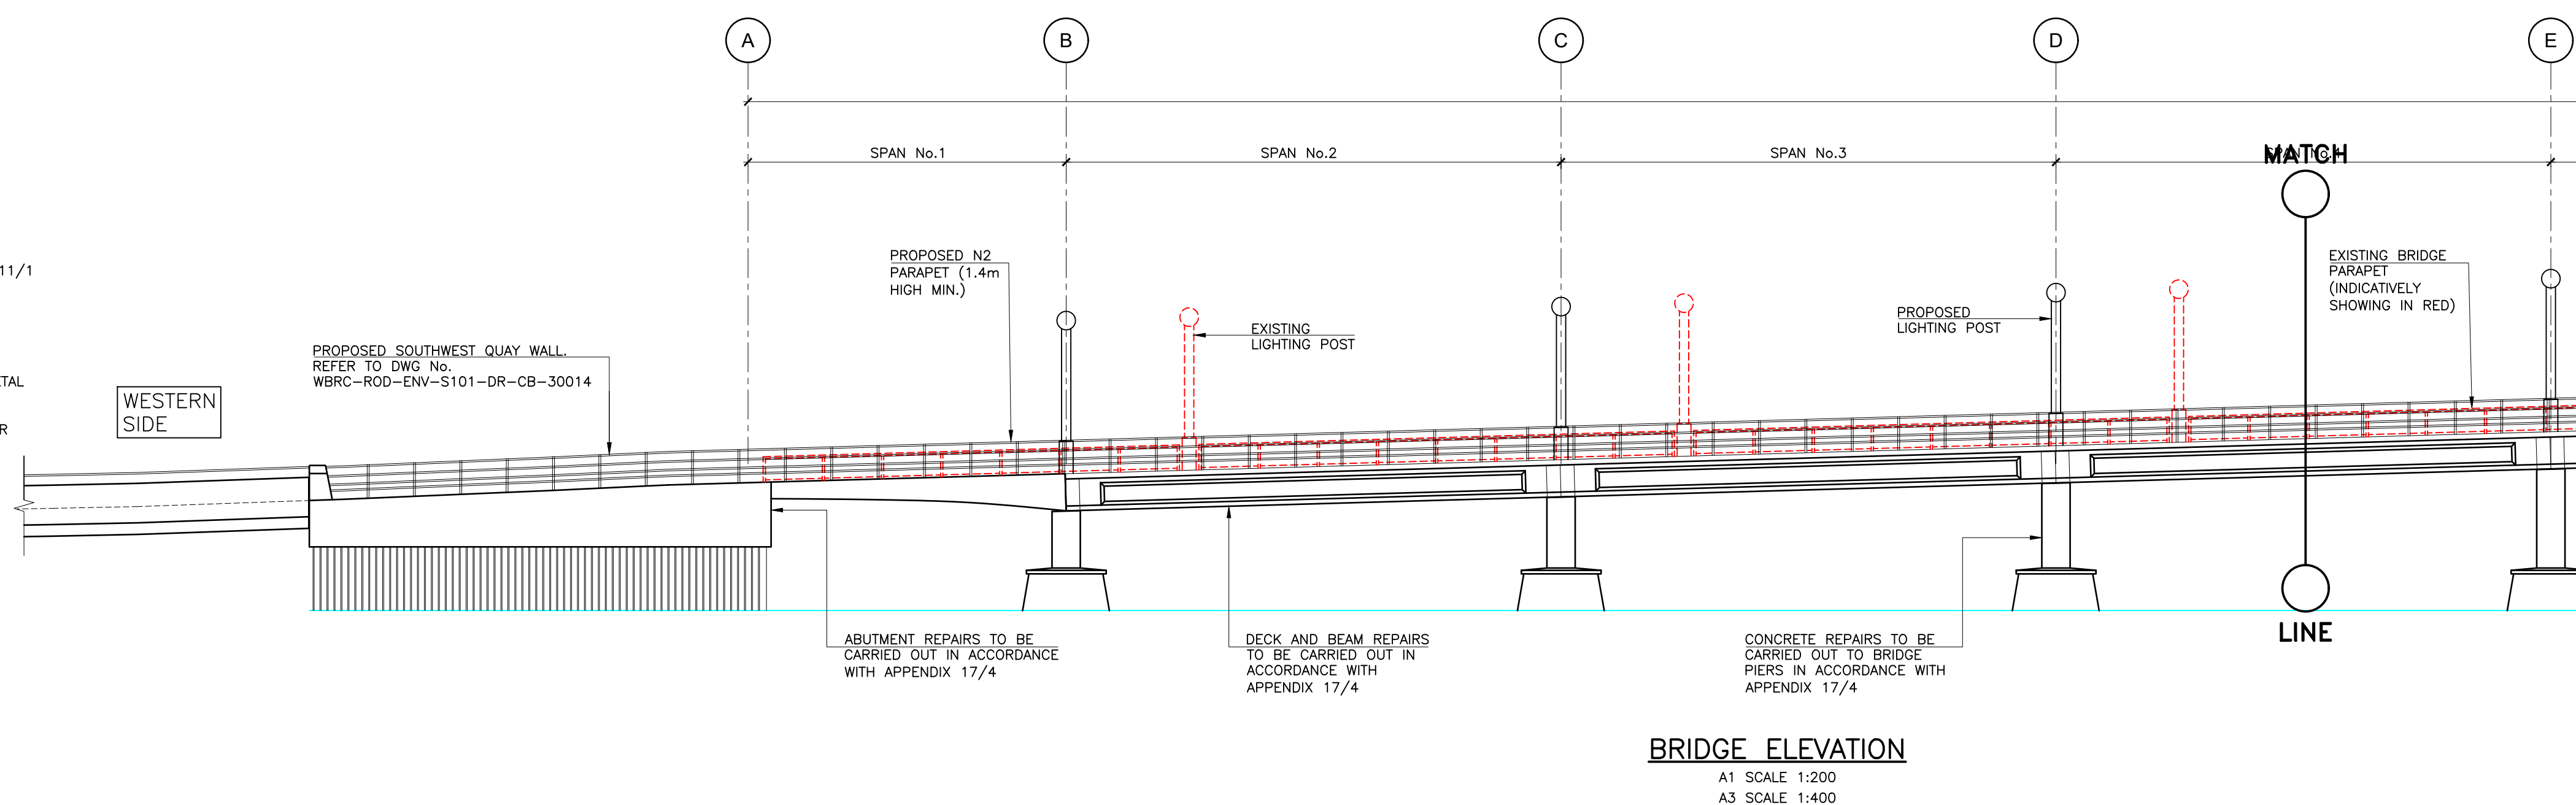 A
B
C
D
E
SPAN No.1
SPAN No.2
SPAN No.3
MATCH
11/1
PROPOSED N2
PARAPET (1.4m
HIGH MIN.)
EXISTING BRIDGE
PARAPET
(INDICATIVELY
SHOWING IN RED)
PROPOSED
LIGHTING POST
EXISTING
LIGHTING POST
PROPOSED SOUTHWEST QUAY WALL.
REFER TO DWG No.
WBRC-ROD-ENV-S101-DR-CB-30014
TAL
WESTERN
SIDE
R
ABUTMENT REPAIRS TO BE
CARRIED OUT IN ACCORDANCE
WITH APPENDIX 17/4
DECK AND BEAM REPAIRS
TO BE CARRIED OUT IN
ACCORDANCE WITH
APPENDIX 17/4
CONCRETE REPAIRS TO BE
CARRIED OUT TO BRIDGE
PIERS IN ACCORDANCE WITH
APPENDIX 17/4
LINE
BRIDGE ELEVATION
A1 SCALE 1:200
A3 SCALE 1:400